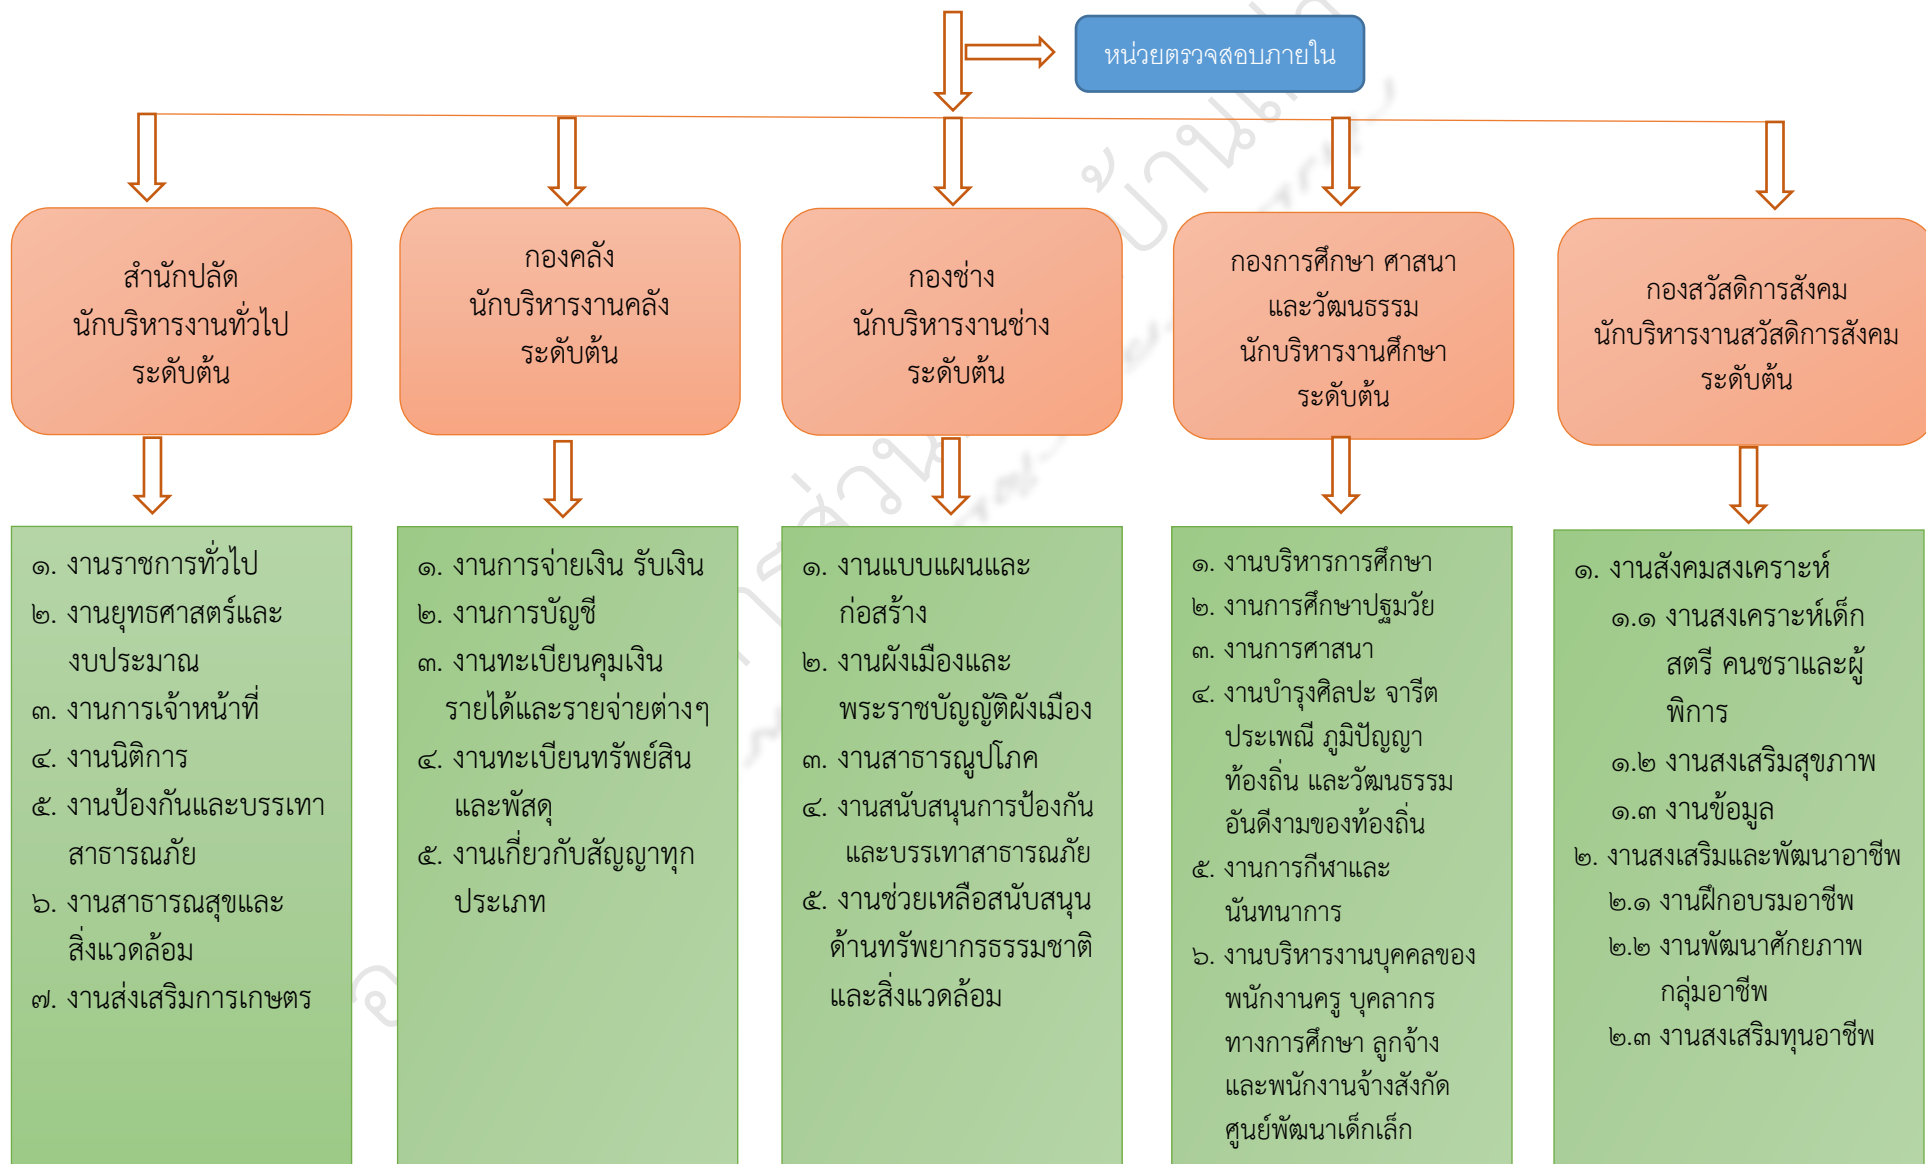 หน่วยตรวจสอบภายใน
สำนักปลัด
นักบริหารงานทั่วไป
ระดับต้น
กองคลัง
นักบริหารงานคลัง
ระดับต้น
กองช่าง
นักบริหารงานช่าง
ระดับต้น
กองการศึกษา ศาสนา
และวัฒนธรรม
นักบริหารงานศึกษา
ระดับต้น
กองสวัสดิการสังคม
นักบริหารงานสวัสดิการสังคม
ระดับต้น
๑. งานราชการทั่วไป
๒. งานยุทธศาสตร์และ
งบประมาณ
๓. งานการเจ้าหน้าที่
๔. งานนิติการ
๕. งานป้องกันและบรรเทา
สาธารณภัย
๖. งานสาธารณสุขและ
สิ่งแวดล้อม
๗. งานส่งเสริมการเกษตร
๑. งานการจ่ายเงิน รับเงิน
๒. งานการบัญชี
๓. งานทะเบียนคุมเงิน
รายได้และรายจ่ายต่างๆ
๔. งานทะเบียนทรัพย์สิน
และพัสดุ
๕. งานเกี่ยวกับสัญญาทุก
ประเภท
๑. งานแบบแผนและ
ก่อสร้าง
๒. งานผังเมืองและ
พระราชบัญญัติผังเมือง
๓. งานสาธารณูปโภค
๔. งานสนับสนุนการป้องกัน
และบรรเทาสาธารณภัย
๕. งานช่วยเหลือสนับสนุน
ด้านทรัพยากรธรรมชาติ
และสิ่งแวดล้อม
๑. งานบริหารการศึกษา
๒. งานการศึกษาปฐมวัย
๓. งานการศาสนา
๔. งานบำรุงศิลปะ จารีต
ประเพณี ภูมิปัญญา
ท้องถิ่น และวัฒนธรรม
อันดีงามของท้องถิ่น
๕. งานการกีฬาและ
นันทนาการ
๖. งานบริหารงานบุคคลของ
พนักงานครู บุคลากร
ทางการศึกษา ลูกจ้าง
และพนักงานจ้างสังกัด
ศูนย์พัฒนาเด็กเล็ก
๑. งานสังคมสงเคราะห์
๑.๑ งานสงเคราะห์เด็ก
สตรี คนชราและผู้
พิการ
๑.๒ งานส่งเสริมสุขภาพ
๑.๓ งานข้อมูล
๒. งานส่งเสริมและพัฒนาอาชีพ
๒.๑ งานฝึกอบรมอาชีพ
๒.๒ งานพัฒนาศักยภาพ
กลุ่มอาชีพ
๒.๓ งานส่งเสริมทุนอาชีพ